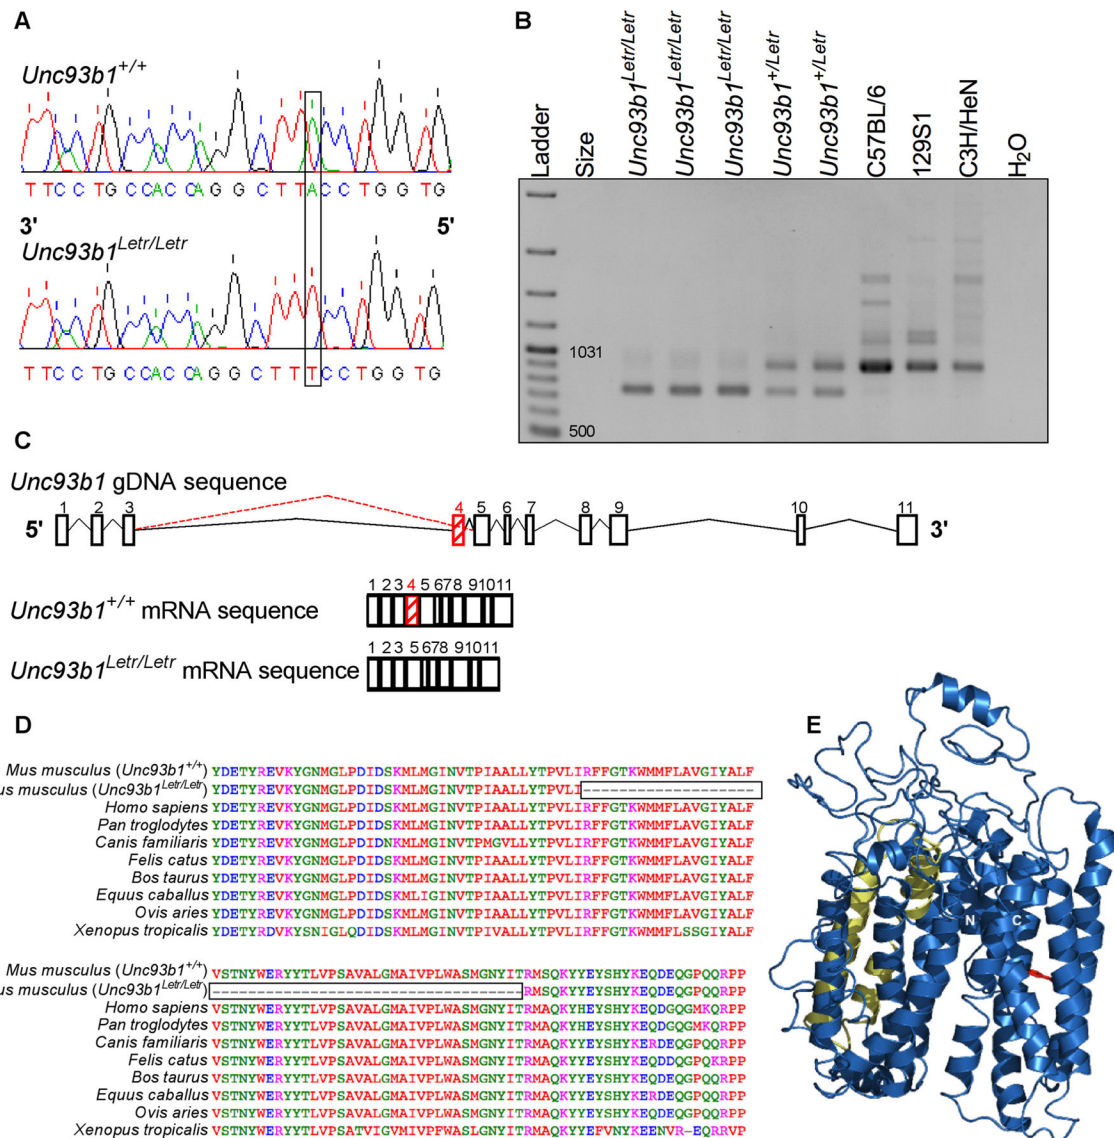 A
Unc93b1+/+
T T C C T G C C A C C A G G C T T A C C T G G T G
3' 5'
Unc93b1Letr/Letr
T T C C T G C C A C C A G G C T T T C C T G G T G
B
Ladder
Size
Unc93b1Letr/Letr
Unc93b1Letr/Letr
Unc93b1Letr/Letr
Unc93b1+/Letr
Unc93b1+/Letr
C57BL/6
129S1
C3H/HeN
H2O
1031
500
C
Unc93b1 gDNA sequence
1 2 3 4 5 6 7 8 9 10 11
5' 3'
1 2 3 4 5 6 7 8 9 10 11
Unc93b1+/+ mRNA sequence
1 2 3 5 6 7 8 9 10 11
Unc93b1Letr/Letr mRNA sequence
D
Mus musculus (Unc93b1+/+) YDETYREVKYGNMGLPDIDSKMLMGINVTPIAALLYTPVLIRFFGTKWMMFLAVGIYALF
us musculus (Unc93b1Letr/Letr) YDETYREVKYGNMGLPDIDSKMLMGINVTPIAALLYTPVLI-------------------
Homo sapiens YDETYREVKYGNMGLPDIDSKMLMGINVTPIAALLYTPVLIRFFGTKWMMFLAVGIYALF
Pan troglodytes YDETYREVKYGNMGLPDIDSKMLMGINVTPIAALLYTPVLIRFFGTKWMMFLAVGIYALF
Canis familiaris YDETYREVKYGNMGLPDIDSKMLMGINVTPMGVLLYTPVLIRFFGTKWMMFLAVGIYALF
Felis catus YDETYREVKYGNMGLPDIDSKMLMGINVTPIAALLYTPVLIRFFGTKWMMFLAVGIYALF
Bos taurus YDETYREVKYGNMGLPDIDSKMLMGINVTPIAALLYTPVLIRFFGTKWMMFLAVGIYALF
Equus caballus YDETYREVKYGNMGLPDIDSKMLIGINVTPIAALLYTPVLIRFFGTKWMMFLAVGIYALF
Ovis aries YDETYREVKYGNMGLPDIDSKMLMGINVTPIAALLYTPVLIRFFGTKWMMFLAVGIYALF
Xenopus tropicalis YDETYRDVKYSNIGLQDIDSKMLMGINVTPIVALLYTPVLIRFFGTKWMMFLSSGIYALF
Mus musculus (Unc93b1+/+) VSTNYWERYYTLVPSAVALGMAIVPLWASMGNYITRMSQKYYEYSHYKEQDEQGPQQRPP
us musculus (Unc93b1Letr/Letr) -----------------------------------RMSQKYYEYSHYKEQDEQGPQQRPP
Homo sapiens VSTNYWERYYTLVPSAVALGMAIVPLWASMGNYITRMAQKYHEYSHYKEQDGQGMKQRPP
Pan troglodytes VSTNYWERYYTLVPSAVALGMAIVPLWASMGNYITRMAQKYHEYSHYKEQDGQGMKQRPP
Canis familiaris VSTNYWERYYTLVPSAVALGMAIVPLWASMGNYITRMAQKYYEYSHYKERDEQGPQQRPP
Felis catus VSTNYWERYYTLVPSAVALGMAIVPLWASMGNYITRMAQKYYEYSHYKEQDEQGPQKRPP
Bos taurus VSTNYWERYYTLVPSAVALGMAIVPLWASMGNYITRMAQKYYEYSHYKEQDEQGPQQRPP
Equus caballus VSTNYWERYYTLVPSAVALGMAIVPLWASMGNYITRMAQKYYEYSHYKERDEQGPQQRPP
Ovis aries VSTNYWERYYTLVPSAVALGMAIVPLWASMGNYITRMAQKYYEYSHYKEQDEQGPQQRPP
Xenopus tropicalis VSTNYWERYYTLVPSATVIGVMIVPLWASMGNYITRMAQKYYEFVNYKEENVR-EQRRVP
E
N C